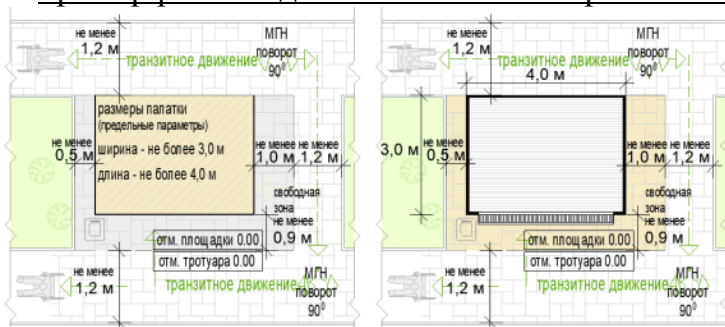 не менее
1,2 м
транзитное движение
МГН
поворот
90⁰
размеры палатки
(предельные параметры)
ширина - не более 3,0 м
длина - не более 4,0 м
не менее
0,5 м
не менее
1,0 м
не менее
1,2 м
свободная
зона
не менее
0,9 м
отм. площадки 0.00
отм. тротуара 0.00
не менее
1,2 м
транзитное движение
МГН
поворот
90⁰
не менее
1,2 м
транзитное движение
МГН
поворот
90⁰
4,0 м
3,0 м
не менее
0,5 м
не менее
1,0 м
не менее
1,2 м
свободная
зона
не менее
0,9 м
отм. площадки 0.00
отм. тротуара 0.00
не менее
1,2 м
транзитное движение
МГН
поворот
90⁰